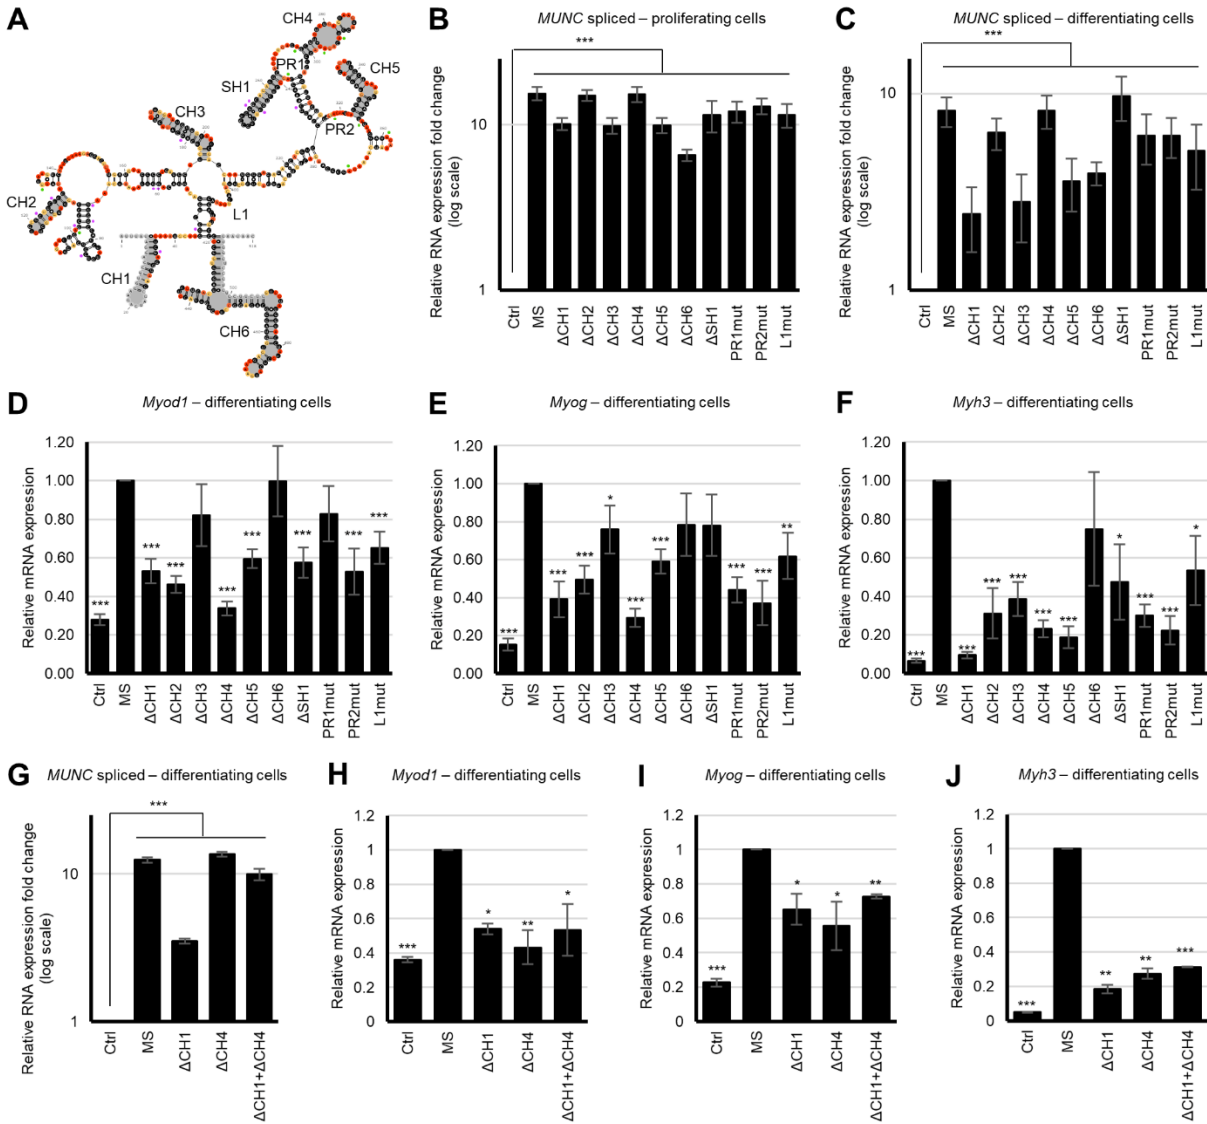 A
CH4
PR1
CH5
SH1
CH3
PR2
CH2
L1
CH1
CH6
B
MUNC spliced – proliferating cells
***
Relative RNA expression fold change
(log scale)
10
1
Ctrl
MS
ΔCH1
ΔCH2
ΔCH3
ΔCH4
ΔCH5
ΔCH6
ΔSH1
PR1mut
PR2mut
L1mut
C
MUNC spliced – differentiating cells
***
Relative RNA expression fold change
(log scale)
10
1
Ctrl
MS
ΔCH1
ΔCH2
ΔCH3
ΔCH4
ΔCH5
ΔCH6
ΔSH1
PR1mut
PR2mut
L1mut
D
Myod1 – differentiating cells
Relative mRNA expression
1.20
1.00
0.80
0.60
0.40
0.20
0.00
*** *** *** *** *** *** *** ***
Ctrl
MS
ΔCH1
ΔCH2
ΔCH3
ΔCH4
ΔCH5
ΔCH6
ΔSH1
PR1mut
PR2mut
L1mut
E
Myog – differentiating cells
Relative mRNA expression
1.20
1.00
0.80
0.60
0.40
0.20
0.00
*** *** *** * *** *** *** *** **
Ctrl
MS
ΔCH1
ΔCH2
ΔCH3
ΔCH4
ΔCH5
ΔCH6
ΔSH1
PR1mut
PR2mut
L1mut
F
Myh3 – differentiating cells
Relative mRNA expression
1.20
1.00
0.80
0.60
0.40
0.20
0.00
*** *** *** *** *** *** * *** *** *
Ctrl
MS
ΔCH1
ΔCH2
ΔCH3
ΔCH4
ΔCH5
ΔCH6
ΔSH1
PR1mut
PR2mut
L1mut
G
MUNC spliced – differentiating cells
***
Relative RNA expression fold change
(log scale)
10
1
Ctrl
MS
ΔCH1
ΔCH4
ΔCH1+ΔCH4
H
Myod1 – differentiating cells
Relative mRNA expression
1.2
1
0.8
0.6
0.4
0.2
0
*** * ** *
Ctrl
MS
ΔCH1
ΔCH4
ΔCH1+ΔCH4
I
Myog – differentiating cells
Relative mRNA expression
1.2
1
0.8
0.6
0.4
0.2
0
*** * * **
Ctrl
MS
ΔCH1
ΔCH4
ΔCH1+ΔCH4
J
Myh3 – differentiating cells
Relative mRNA expression
1.2
1
0.8
0.6
0.4
0.2
0
*** ** ** ***
Ctrl
MS
ΔCH1
ΔCH4
ΔCH1+ΔCH4